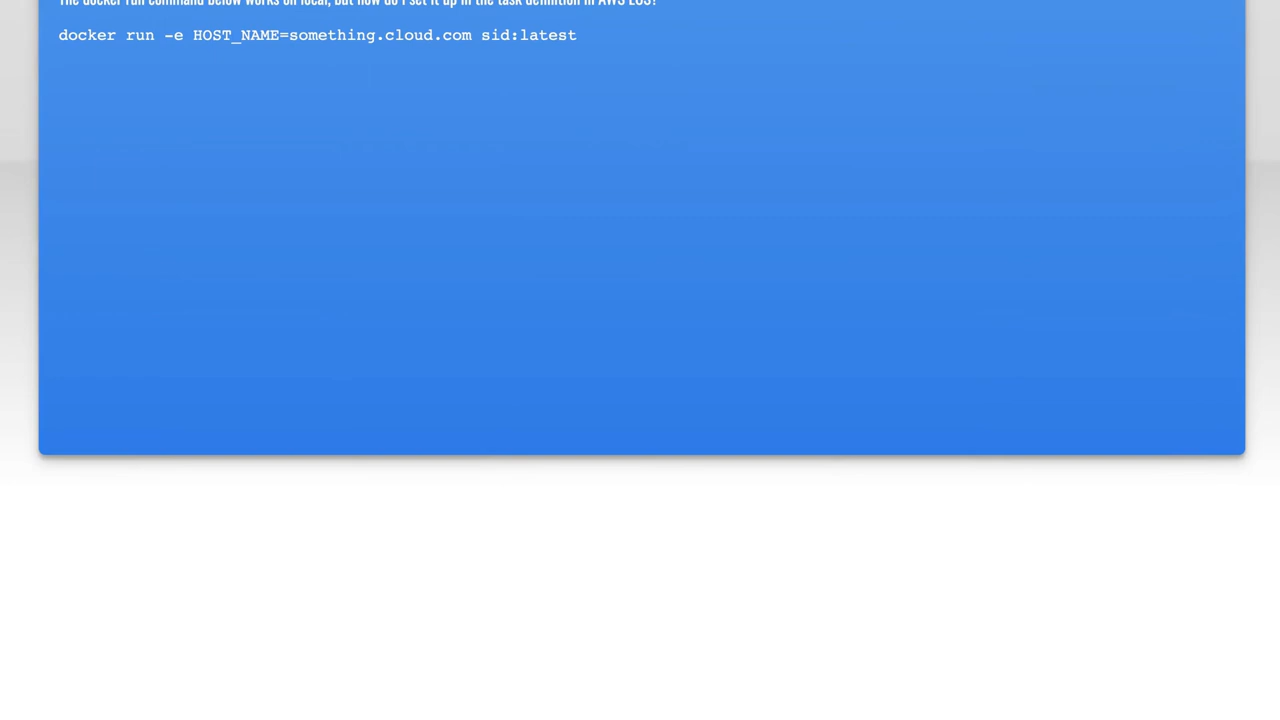 The docker run command below works on local, but how do I set it up in the task definition in AWS ECS?
docker run -e HOST_NAME=something.cloud.com sid:latest